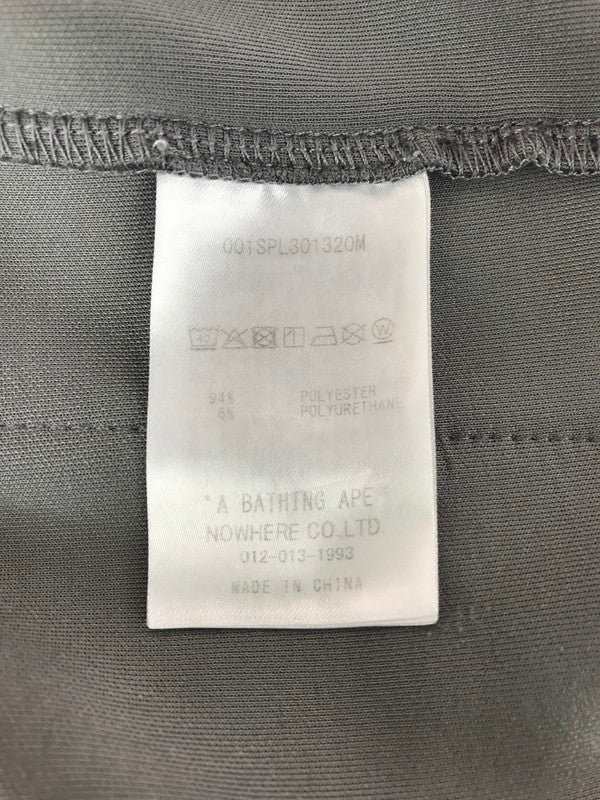 001SPL301320M
94% POLYESTER
6% POLYURETHANE
"A BATHING APE"
NOWHERE CO.,LTD.
012-013-1993
MADE IN CHINA